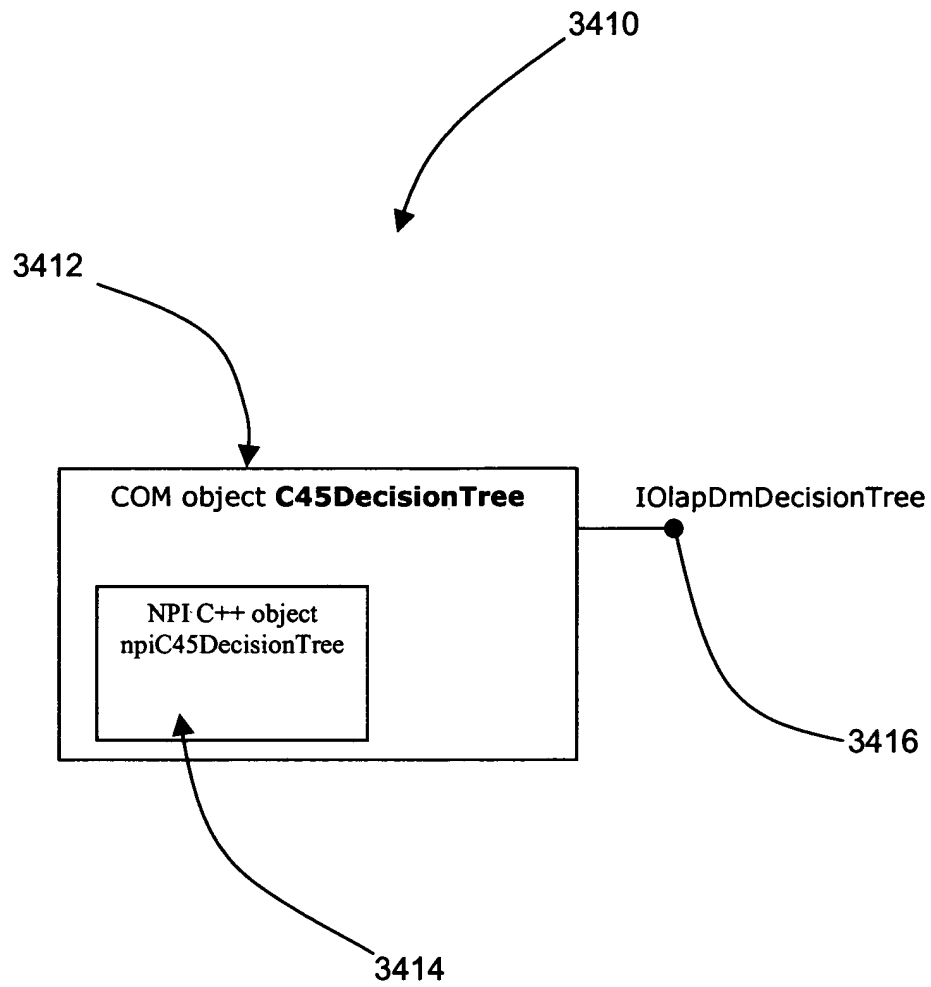 3410
3412
COM object C45DecisionTree
IOlapDmDecisionTree
NPI C++ object
npiC45DecisionTree
3416
3414